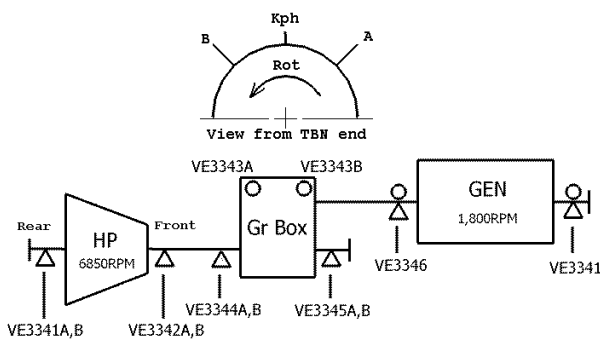 Kph
B
A
Rot
View from TBN end
VE3343A
VE3343B
GEN
1,800RPM
Rear
Front
HP
6850RPM
Gr Box
VE3346
VE3341
VE3344A,B
VE3345A,B
VE3341A,B
VE3342A,B